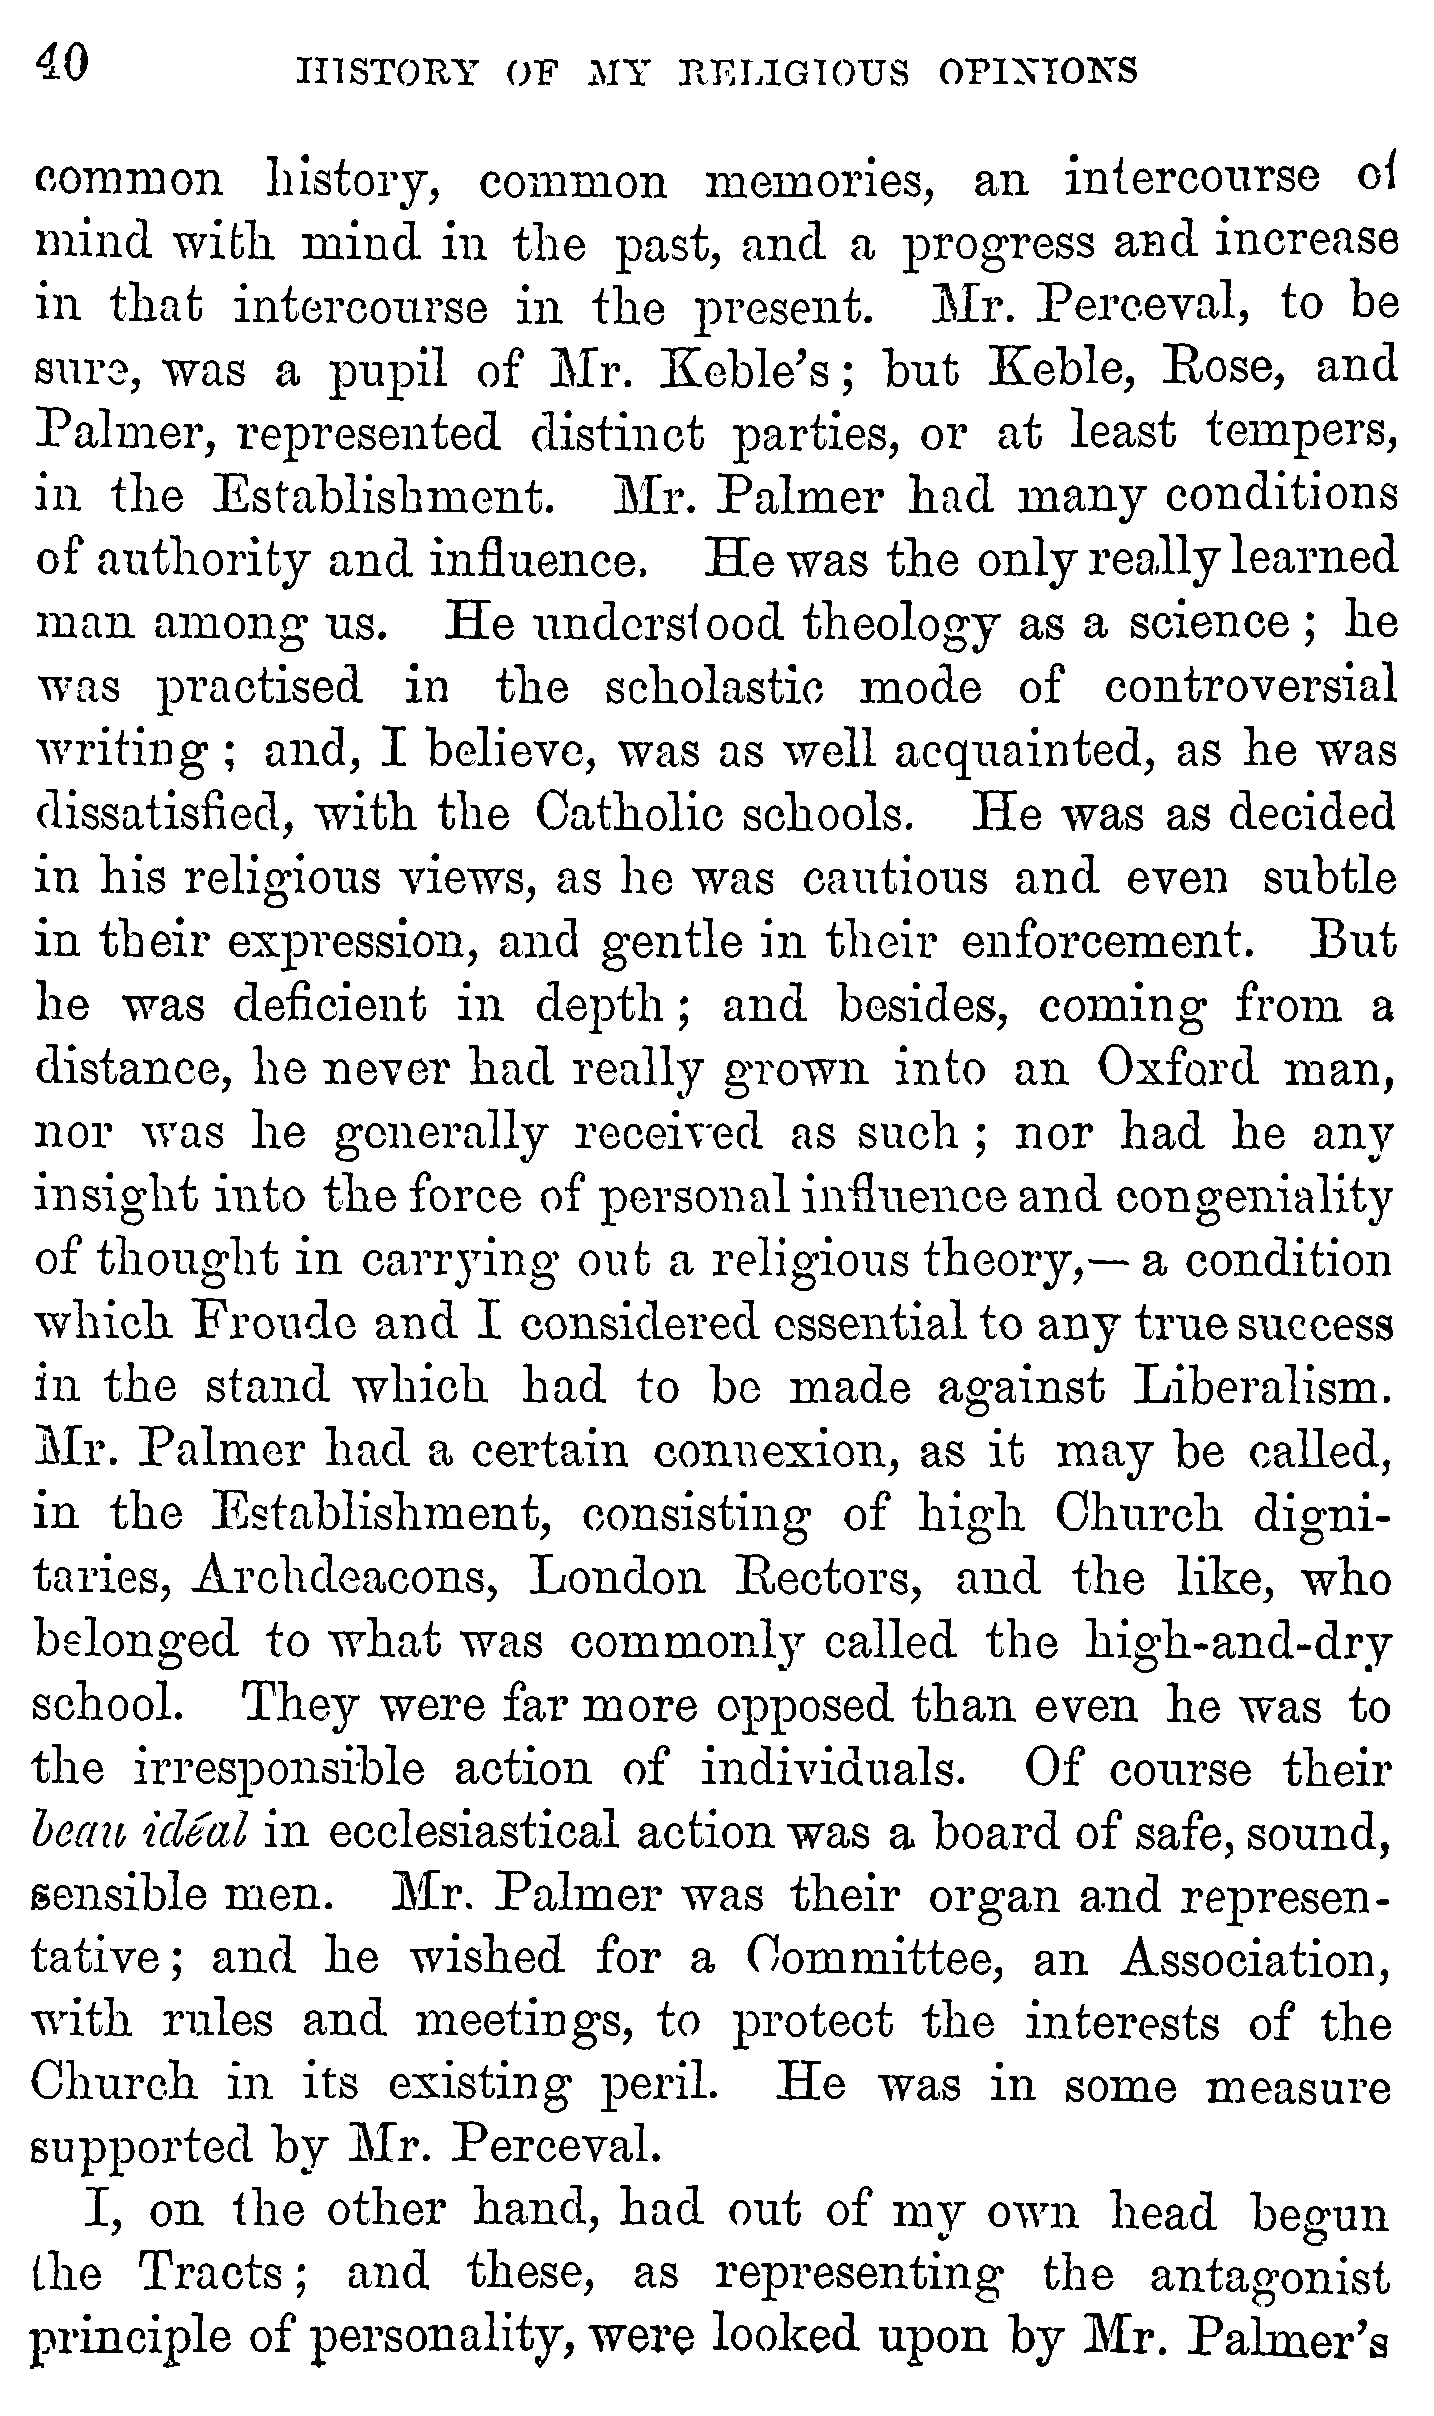 40 HISTORY OF MY RELIGIOUS OPINIONS
common history, common memories, an intercourse of
mind with mind in the past, and a progress and increase
in that intercourse in the present. Mr. Perceval, to be
sure, was a pupil of Mr. Keble's; but Keble, Rose, and
Palmer, represented distinct parties, or at least tempers,
in the Establishment. Mr. Palmer had many conditions
of authority and influence. He was the only really learned
man among us. He understood theology as a science; he
was practised in the scholastic mode of controversial
writing; and, I believe, was as well acquainted, as he was
dissatisfied, with the Catholic schools. He was as decided
in his religious views, as he was cautious and even subtle
in their expression, and gentle in their enforcement. But
he was deficient in depth; and besides, coming from a
distance, he never had really grown into an Oxford man,
nor was he generally received as such; nor had he any
insight into the force of personal influence and congeniality
of thought in carrying out a religious theory,—a condition
which Froude and I considered essential to any true success
in the stand which had to be made against Liberalism.
Mr. Palmer had a certain connexion, as it may be called,
in the Establishment, consisting of high Church digni-
taries, Archdeacons, London Rectors, and the like, who
belonged to what was commonly called the high-and-dry
school. They were far more opposed than even he was to
the irresponsible action of individuals. Of course their
beau idéal in ecclesiastical action was a board of safe, sound,
sensible men. Mr. Palmer was their organ and represen-
tative; and he wished for a Committee, an Association,
with rules and meetings, to protect the interests of the
Church in its existing peril. He was in some measure
supported by Mr. Perceval.
I, on the other hand, had out of my own head begun
the Tracts; and these, as representing the antagonist
principle of personality, were looked upon by Mr. Palmer's